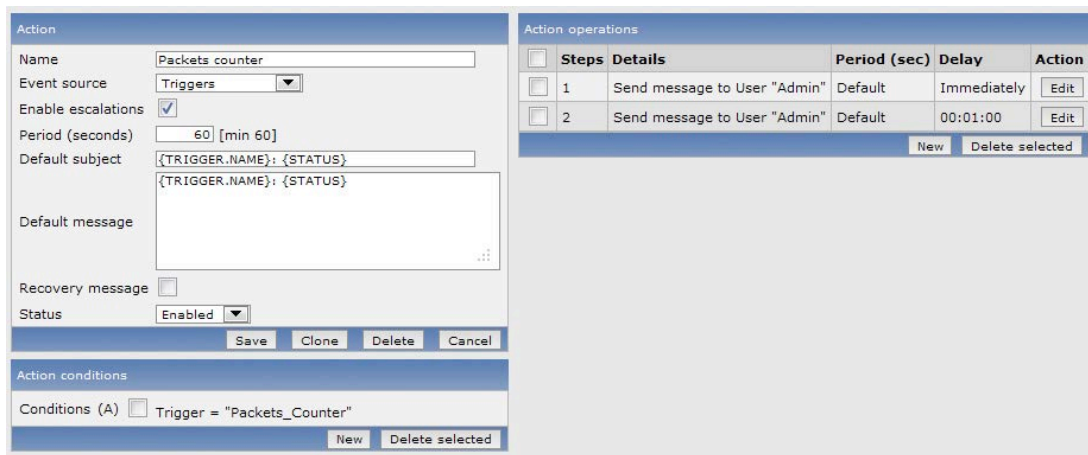 Action
Name Packets counter
Event source Triggers
Enable escalations
Period (seconds) 60 [min 60]
Default subject {TRIGGER.NAME}: {STATUS}
Default message {TRIGGER.NAME}: {STATUS}
Recovery message
Status Enabled
Save Clone Delete Cancel
Action conditions
Conditions (A) Trigger = "Packets_Counter"
New Delete selected
Action operations
Steps Details Period (sec) Delay Action
1 Send message to User "Admin" Default Immediately Edit
2 Send message to User "Admin" Default 00:01:00 Edit
New Delete selected